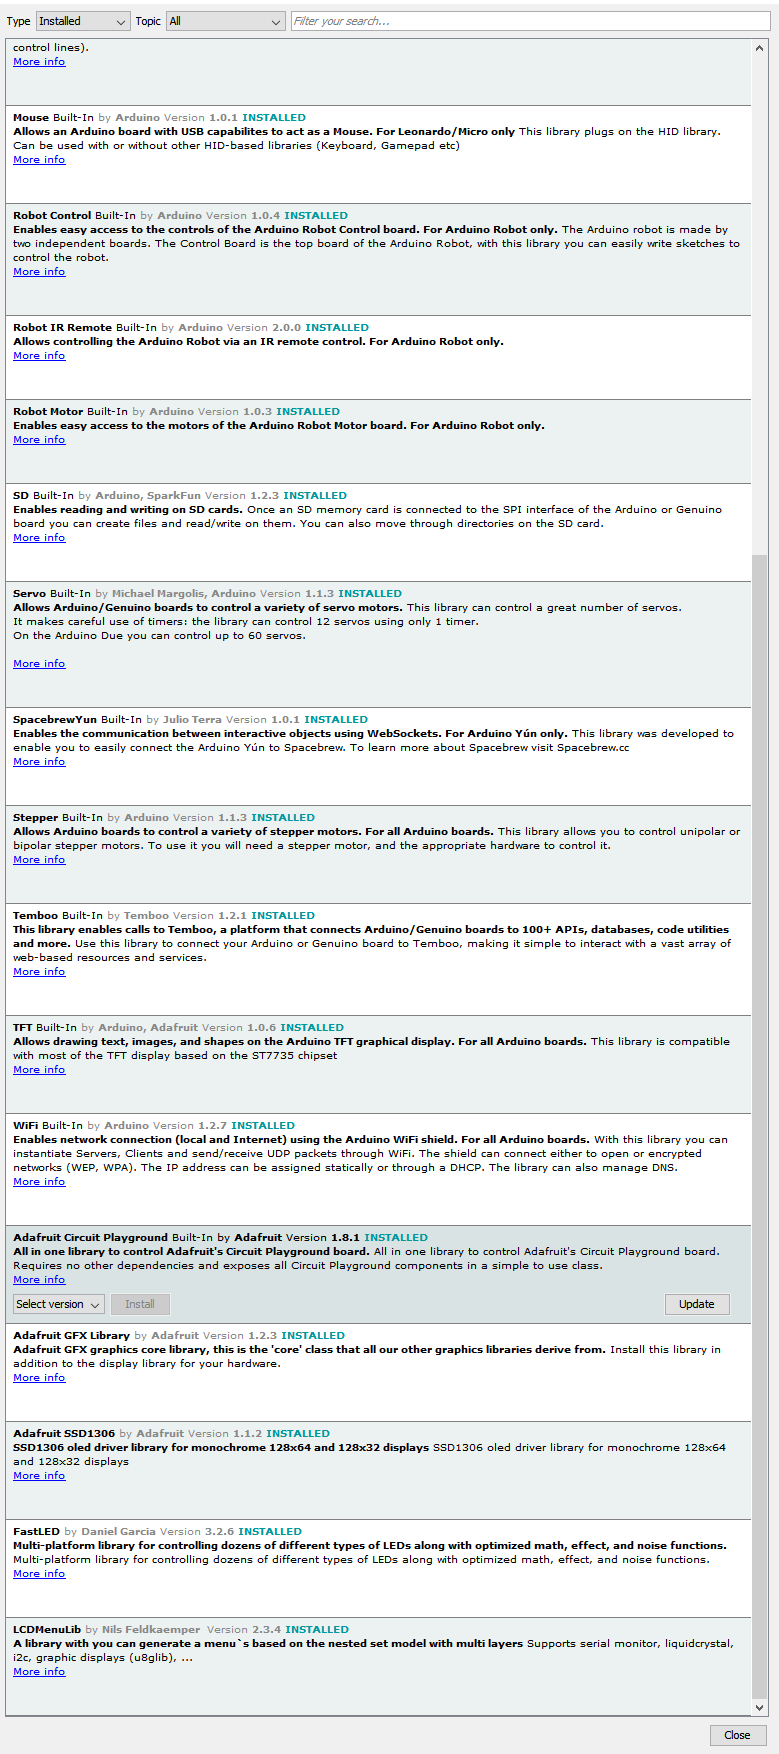 Type Installed Topic All Filter your search...
control lines).
More info
Mouse Built-In by Arduino Version 1.0.1 INSTALLED
Allows an Arduino board with USB capabilites to act as a Mouse. For Leonardo/Micro only This library plugs on the HID library.
Can be used with or without other HID-based libraries (Keyboard, Gamepad etc)
More info
Robot Control Built-In by Arduino Version 1.0.4 INSTALLED
Enables easy access to the controls of the Arduino Robot Control board. For Arduino Robot only. The Arduino robot is made by
two independent boards. The Control Board is the top board of the Arduino Robot, with this library you can easily write sketches to
control the robot.
More info
Robot IR Remote Built-In by Arduino Version 2.0.0 INSTALLED
Allows controlling the Arduino Robot via an IR remote control. For Arduino Robot only.
More info
Robot Motor Built-In by Arduino Version 1.0.3 INSTALLED
Enables easy access to the motors of the Arduino Robot Motor board. For Arduino Robot only.
More info
SD Built-In by Arduino, SparkFun Version 1.2.3 INSTALLED
Enables reading and writing on SD cards. Once an SD memory card is connected to the SPI interface of the Arduino or Genuino
board you can create files and read/write on them. You can also move through directories on the SD card.
More info
Servo Built-In by Michael Margolis, Arduino Version 1.1.3 INSTALLED
Allows Arduino/Genuino boards to control a variety of servo motors. This library can control a great number of servos.
It makes careful use of timers: the library can control 12 servos using only 1 timer.
On the Arduino Due you can control up to 60 servos.
More info
SpacebrewYun Built-In by Julio Terra Version 1.0.1 INSTALLED
Enables the communication between interactive objects using WebSockets. For Arduino Yún only. This library was developed to
enable you to easily connect the Arduino Yún to Spacebrew. To learn more about Spacebrew visit Spacebrew.cc
More info
Stepper Built-In by Arduino Version 1.1.3 INSTALLED
Allows Arduino boards to control a variety of stepper motors. For all Arduino boards. This library allows you to control unipolar or
bipolar stepper motors. To use it you will need a stepper motor, and the appropriate hardware to control it.
More info
Temboo Built-In by Temboo Version 1.2.1 INSTALLED
This library enables calls to Temboo, a platform that connects Arduino/Genuino boards to 100+ APIs, databases, code utilities
and more. Use this library to connect your Arduino or Genuino board to Temboo, making it simple to interact with a vast array of
web-based resources and services.
More info
TFT Built-In by Arduino, Adafruit Version 1.0.6 INSTALLED
Allows drawing text, images, and shapes on the Arduino TFT graphical display. For all Arduino boards. This library is compatible
with most of the TFT display based on the ST7735 chipset
More info
WiFi Built-In by Arduino Version 1.2.7 INSTALLED
Enables network connection (local and Internet) using the Arduino WiFi shield. For all Arduino boards. With this library you can
instantiate Servers, Clients and send/receive UDP packets through WiFi. The shield can connect either to open or encrypted
networks (WEP, WPA). The IP address can be assigned statically or through a DHCP. The library can also manage DNS.
More info
Adafruit Circuit Playground Built-In by Adafruit Version 1.8.1 INSTALLED
All in one library to control Adafruit's Circuit Playground board. All in one library to control Adafruit's Circuit Playground board.
Requires no other dependencies and exposes all Circuit Playground components in a simple to use class.
More info
Select version Install Update
Adafruit GFX Library by Adafruit Version 1.2.3 INSTALLED
Adafruit GFX graphics core library, this is the 'core' class that all our other graphics libraries derive from. Install this library in
addition to the display library for your hardware.
More info
Adafruit SSD1306 by Adafruit Version 1.1.2 INSTALLED
SSD1306 oled driver library for monochrome 128x64 and 128x32 displays SSD1306 oled driver library for monochrome 128x64
and 128x32 displays
More info
FastLED by Daniel Garcia Version 3.2.6 INSTALLED
Multi-platform library for controlling dozens of different types of LEDs along with optimized math, effect, and noise functions.
Multi-platform library for controlling dozens of different types of LEDs along with optimized math, effect, and noise functions.
More info
LCDMenuLib by Nils Feldkaemper Version 2.3.4 INSTALLED
A library with you can generate a menu`s based on the nested set model with multi layers Supports serial monitor, liquidcrystal,
i2c, graphic displays (u8glib), ...
More info
Close